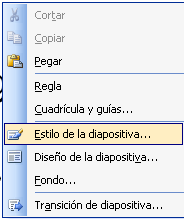 Cortar
Copiar
Pegar
Regla
Cuadrícula y guías...
Estilo de la diapositiva...
Diseño de la diapositiva...
Fondo...
Transición de diapositiva...